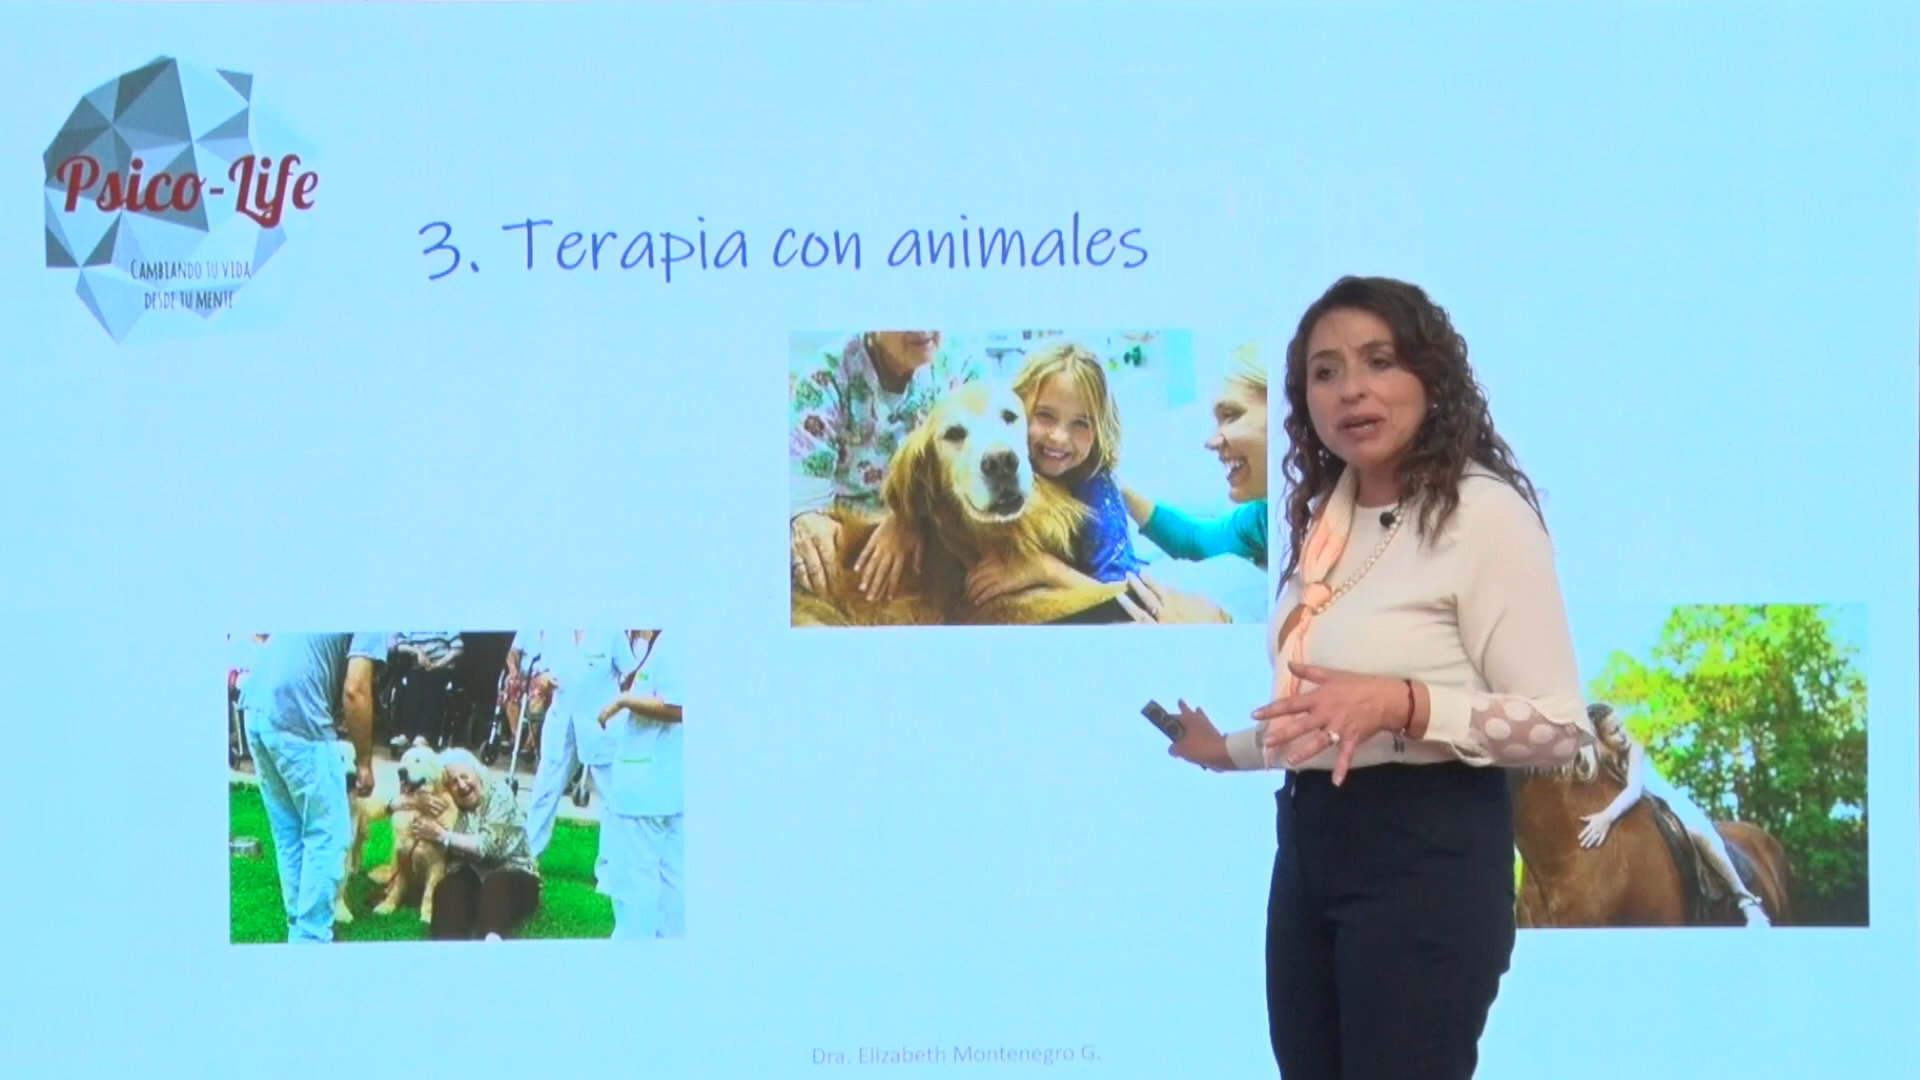 Psico-Life
CAMBIANDO TU VIDA
DESDE TU MENTE
3. Terapia con animales
Dra. Elizabeth Montenegro G.